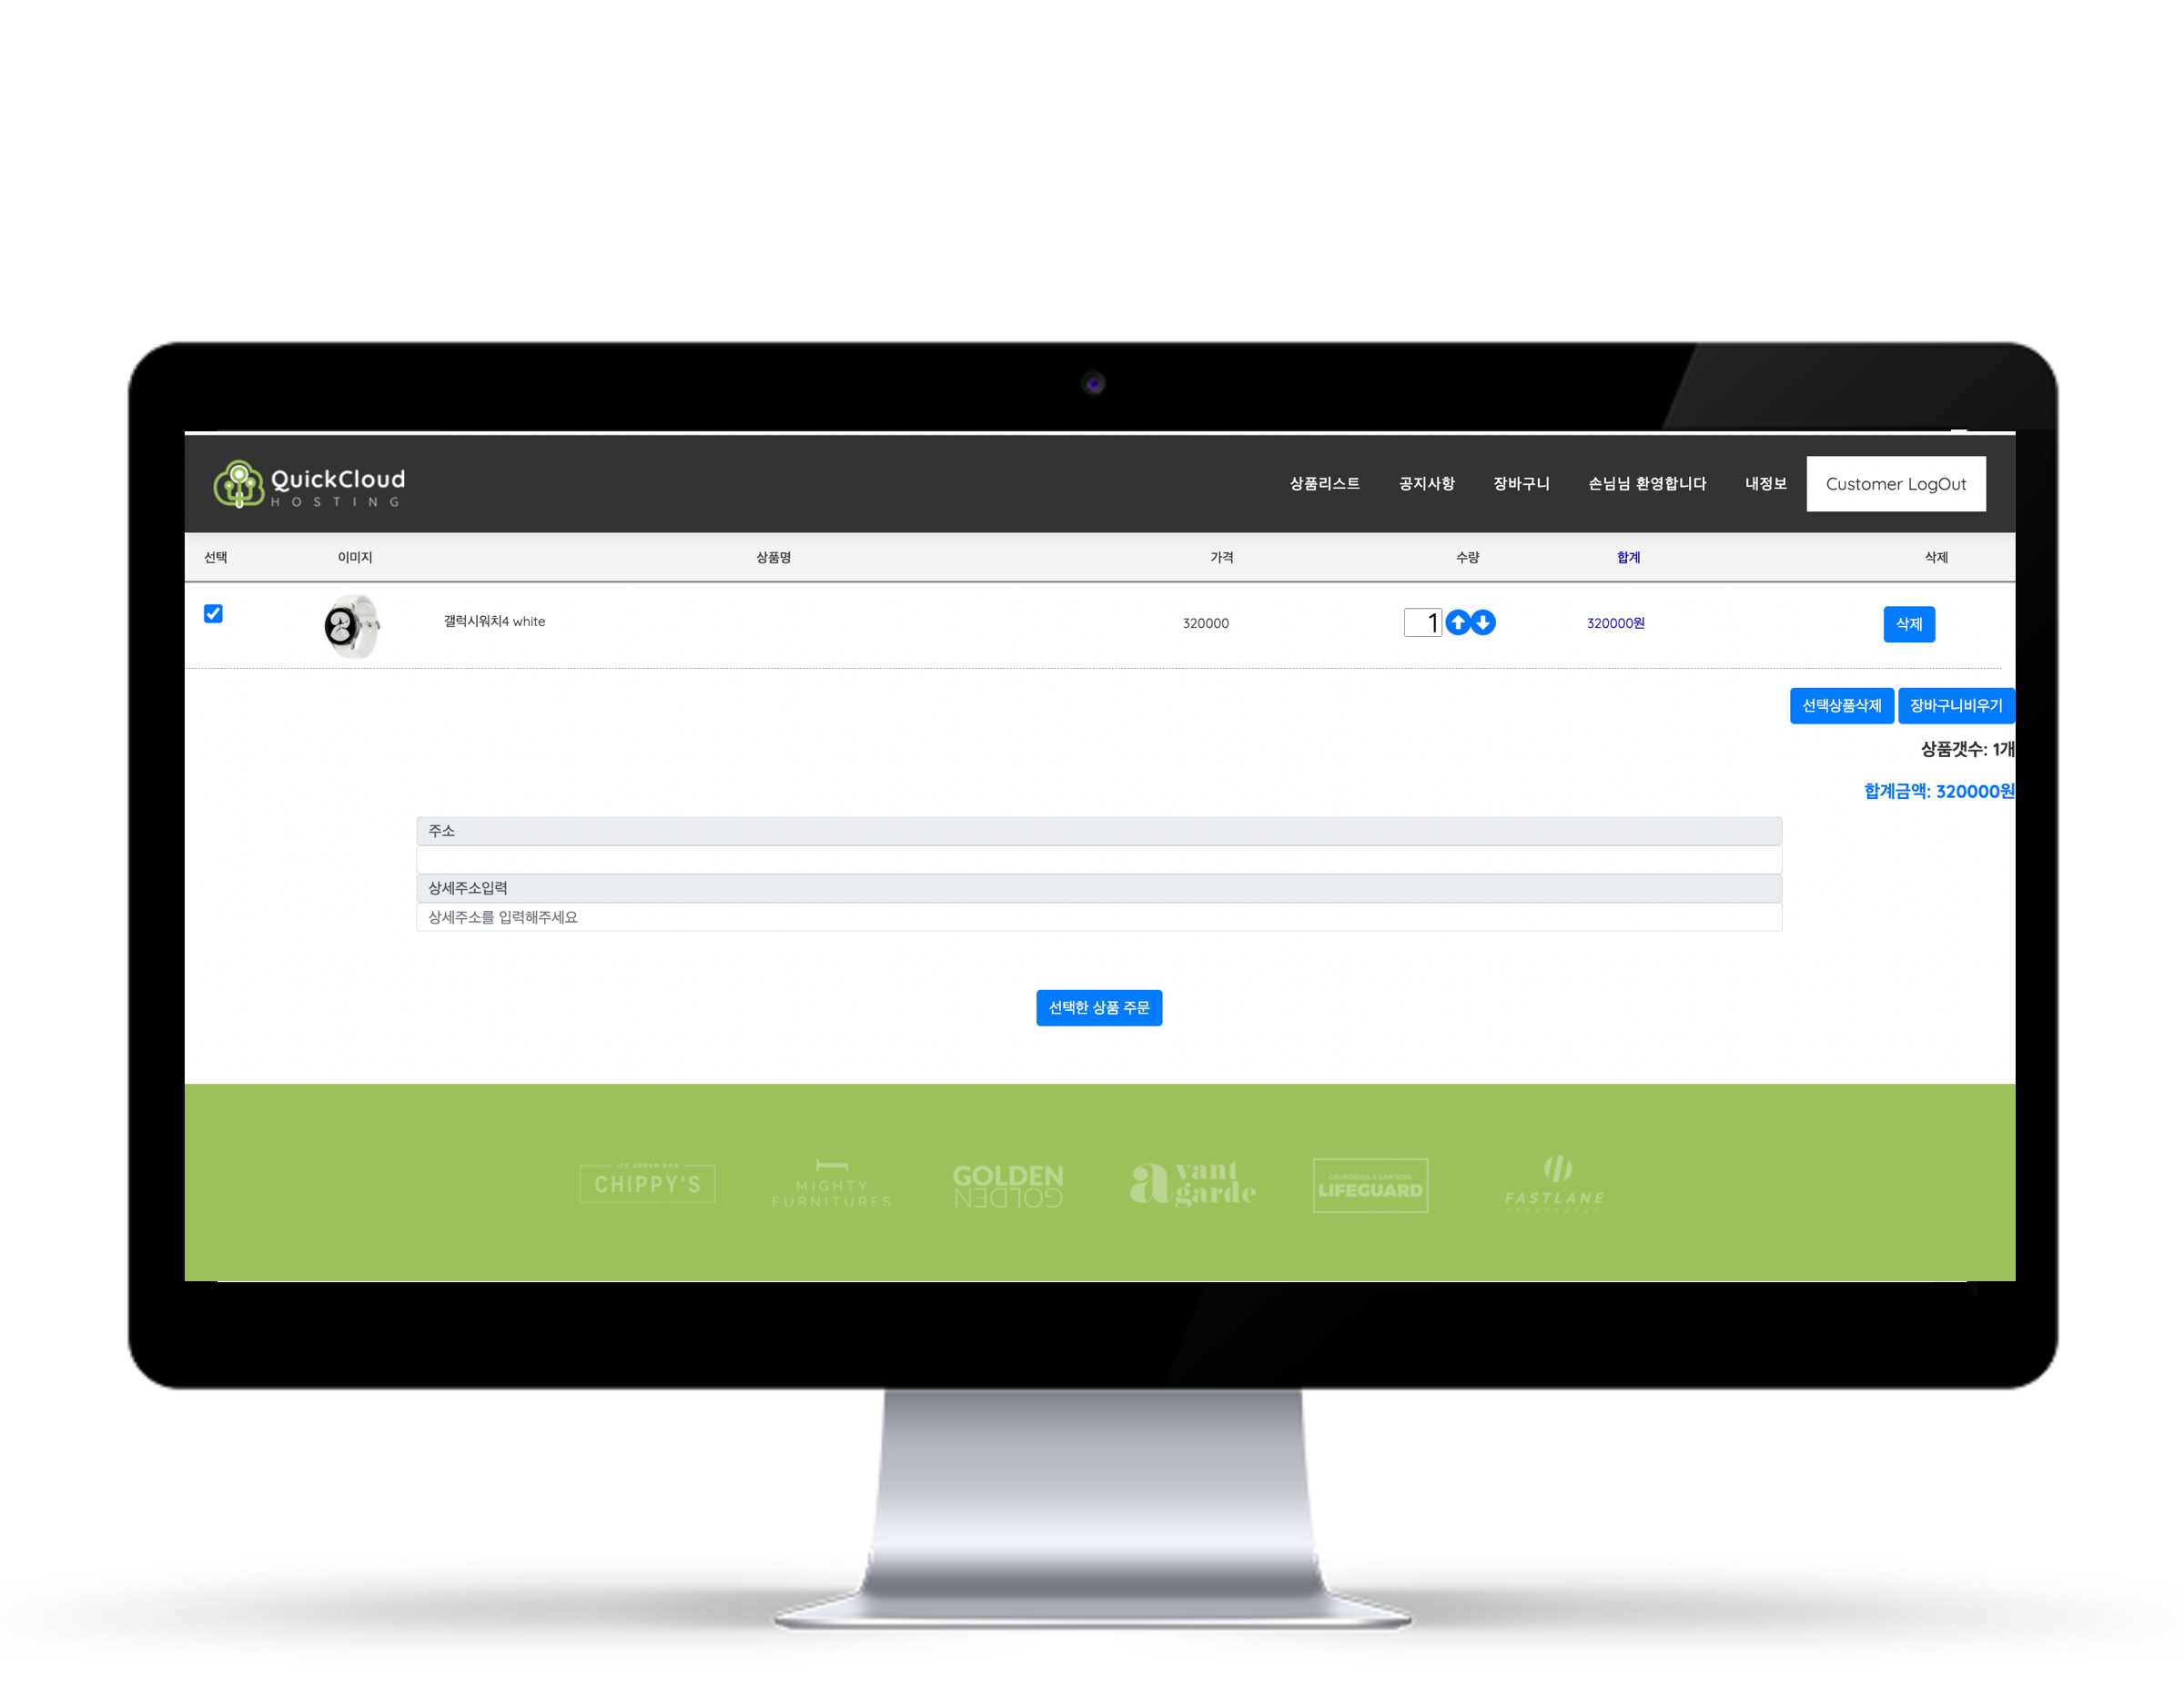 QuickCloud
HOSTING
상품리스트 공지사항 장바구니 손님님 환영합니다 내정보 Customer LogOut
선택 이미지 상품명 가격 수량 합계 삭제
갤럭시워치4 white 320000 1 320000원 삭제
선택상품삭제 장바구니비우기
상품갯수: 1개
합계금액: 320000원
주소
상세주소입력
상세주소를 입력해주세요
선택한 상품 주문
ICE CREAM BAR
CHIPPY'S
MIGHTY
FURNITURES
GOLDEN
GOLDEN
avant
garde
CALIFORNIA & SAN JOSE
LIFEGUARD
FASTLANE